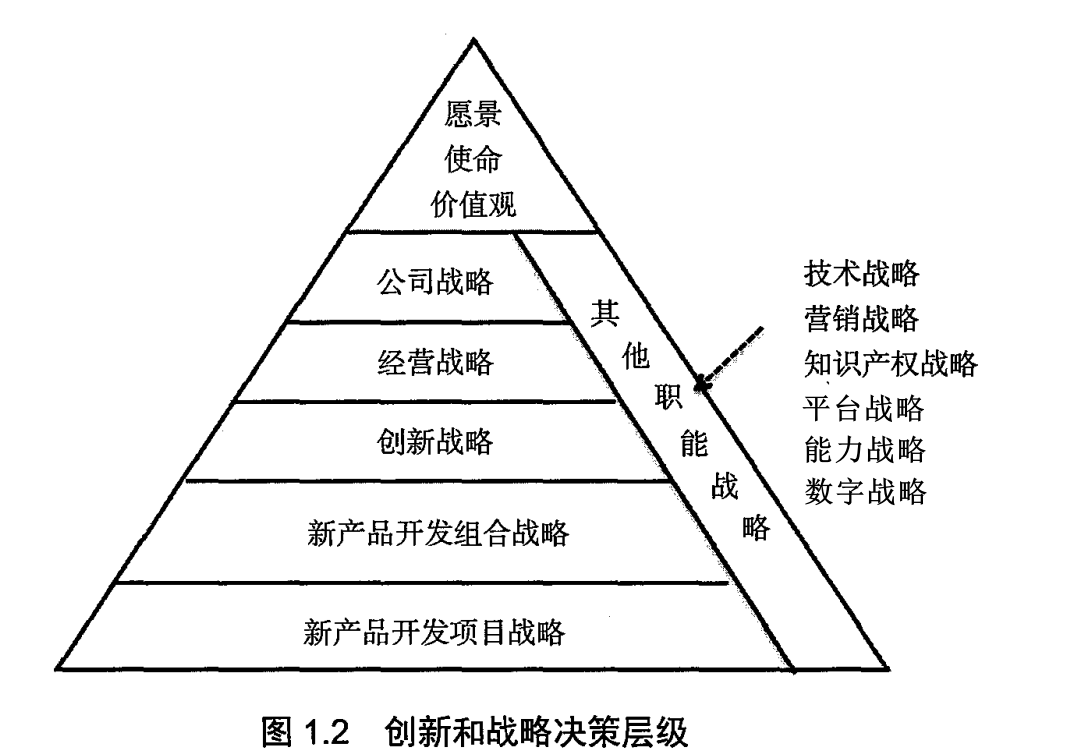 愿景
使命
价值观
公司战略
经营战略
创新战略
新产品开发组合战略
新产品开发项目战略
其他职能战略
技术战略
营销战略
知识产权战略
平台战略
能力战略
数字战略
图 1.2 创新和战略决策层级